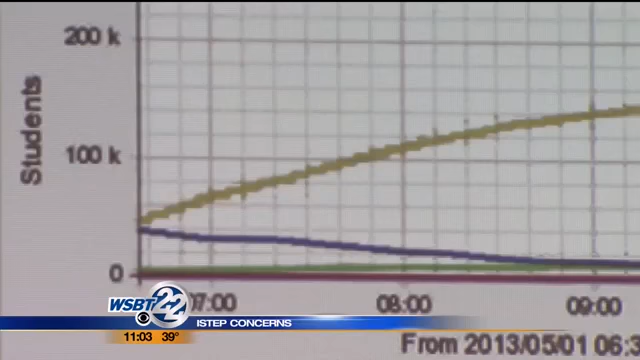 200 k
Students
100 k
0
07:00 08:00 09:00
WSBT 22
ISTEP CONCERNS
11:03 39°
From 2013/05/01 06:3